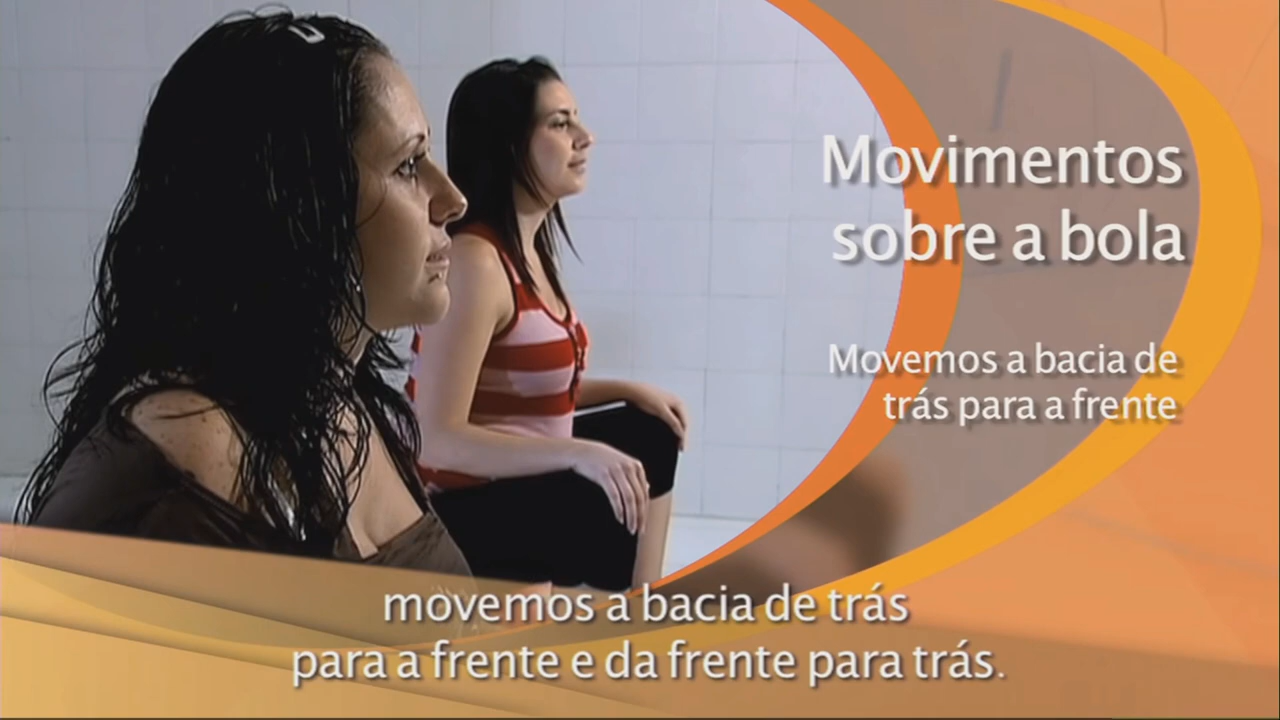 Movimentos
sobre a bola
Movemos a bacia de
trás para a frente
movemos a bacia de trás
para a frente e da frente para trás.